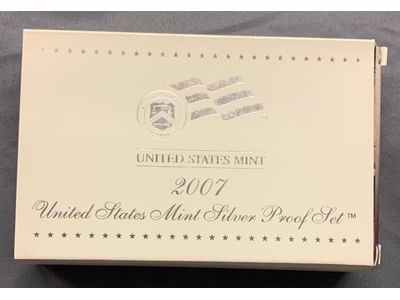 UNITED STATES MINT
2007
United States Mint Silver Proof Set™